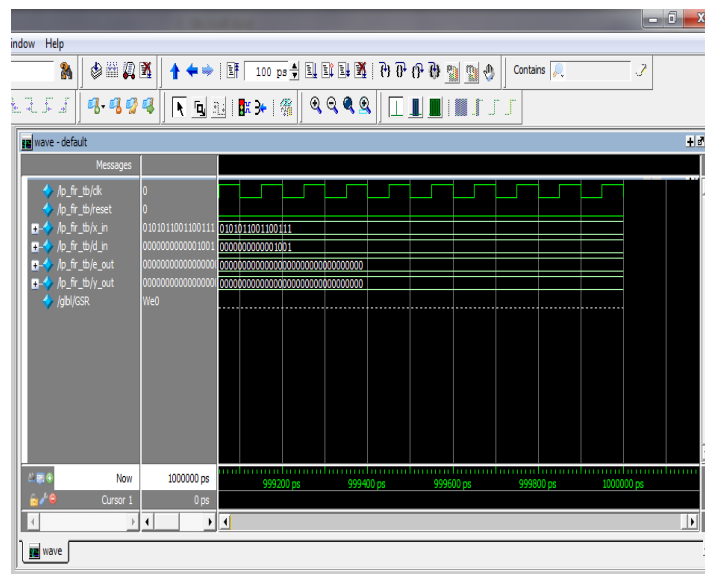 indow Help
100 ps
Contains
wave - default
Messages
/lp_fir_tb/clk 0
/lp_fir_tb/reset 0
/lp_fir_tb/x_in 0101011001100111 0101011001100111
/lp_fir_tb/d_in 0000000000001001 0000000000001001
/lp_fir_tb/e_out 0000000000000000 00000000000000000000000000000000
/lp_fir_tb/y_out 0000000000000000 00000000000000000000000000000000
/glbl/GSR We0
Now 1000000 ps
999200 ps 999400 ps 999600 ps 999800 ps 1000000 ps
Cursor 1 0 ps
wave